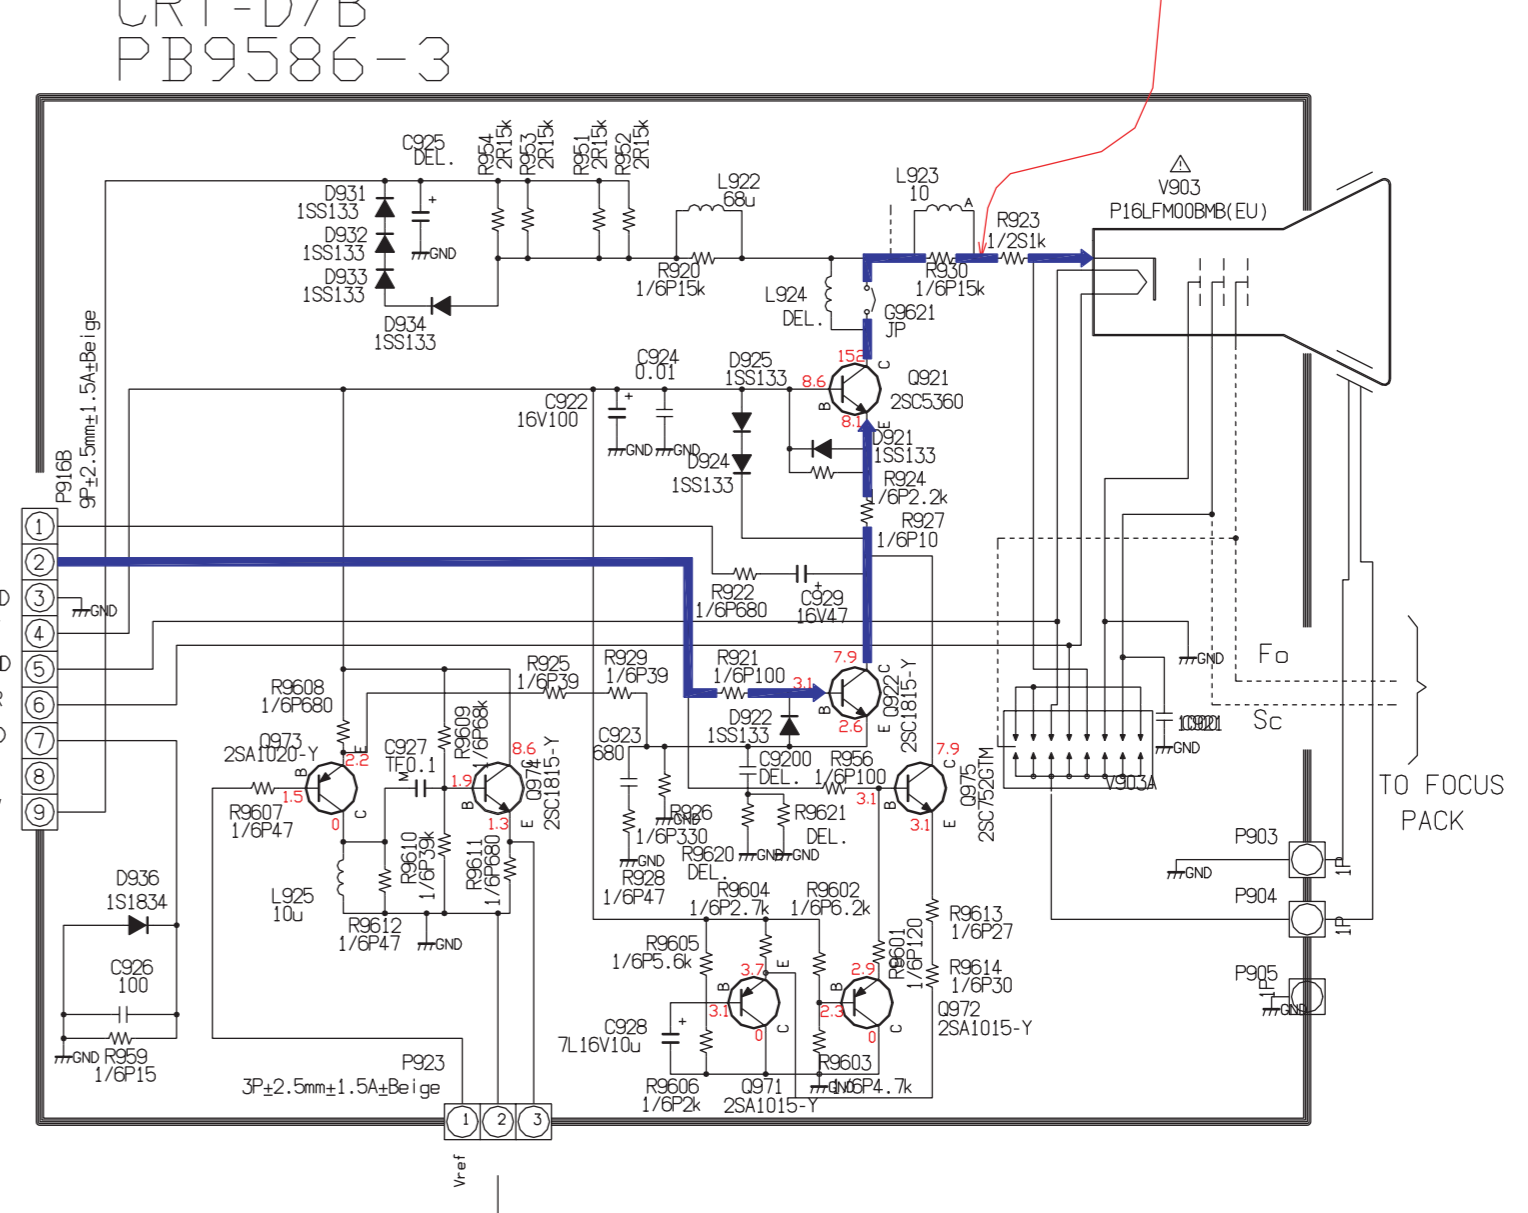 CRT-D/B
PB9586-3
C925
DEL.
R954
2R15k
R953
2R15k
R951
2R15k
R952
2R15k
D931
1SS133
D932
1SS133
D933
1SS133
D934
1SS133
GND
L922
68u
R920
1/6P15k
L923
10
A
R923
1/2S1k
R930
1/6P15k
V903
P16LFM00BMB(EU)
L924
DEL.
G9621
JP
P916B
9P±2.5mm±1.5A±Beige
C924
0.01
C922
16V100
GND
GND
D925
1SS133
D924
1SS133
152
8.6
8.1
B
C
E
Q921
2SC5360
D921
1SS133
R924
1/6P2.2k
R927
1/6P10
1
2
3
4
5
6
7
8
9
GND
D
D
R922
1/6P680
C929
16V47
R925
1/6P39
R929
1/6P39
R921
1/6P100
7.9
3.1
2.6
B
C
E
Q922
2SC1815-Y
D922
1SS133
R9608
1/6P680
Q973
2SA1020-Y
2.2
1.5
0
B
E
C
R9607
1/6P47
C927
TF0.1
M
R9609
1/6P68k
8.6
1.9
1.3
B
C
E
Q974
2SC1815-Y
R9610
1/6P39k
R9611
1/6P680
L925
10u
R9612
1/6P47
GND
C923
680
R926
1/6P330
GND
GND
R928
1/6P47
C9200
DEL.
R9620
DEL.
R9621
DEL.
GND
GND
R956
1/6P100
7.9
3.1
3.1
B
C
E
Q975
2SC752GTM
V903A
GND
Fo
Sc
C920
GND
TO FOCUS
PACK
P903
1P
GND
P904
1P
P905
1P
GND
D936
1S1834
C926
100
GND
R959
1/6P15
R9604
1/6P2.7k
R9602
1/6P6.2k
R9605
1/6P5.6k
R9601
1/6P120
R9613
1/6P27
R9614
1/6P30
3.7
3.1
0
B
E
C
2.9
2.3
0
B
C
Q972
2SA1015-Y
C928
7L16V10u
R9606
1/6P2k
Q971
2SA1015-Y
R9603
1/6P4.7k
GND
P923
3P±2.5mm±1.5A±Beige
1
2
3
Vref